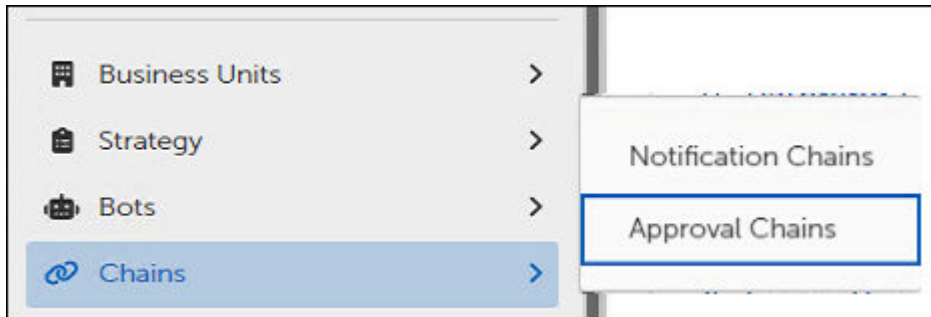 Business Units
Strategy
Bots
Chains
Notification Chains
Approval Chains